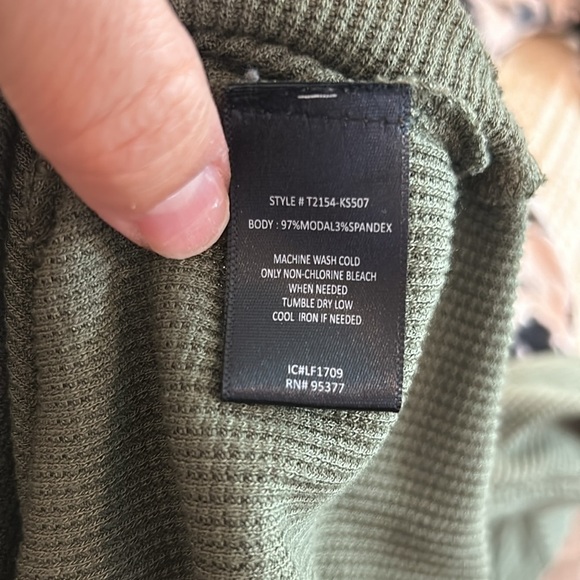 STYLE # T2154-KS507
BODY : 97%MODAL3%SPANDEX
MACHINE WASH COLD
ONLY NON-CHLORINE BLEACH
WHEN NEEDED
TUMBLE DRY LOW
COOL IRON IF NEEDED
IC#LF1709
RN# 95377